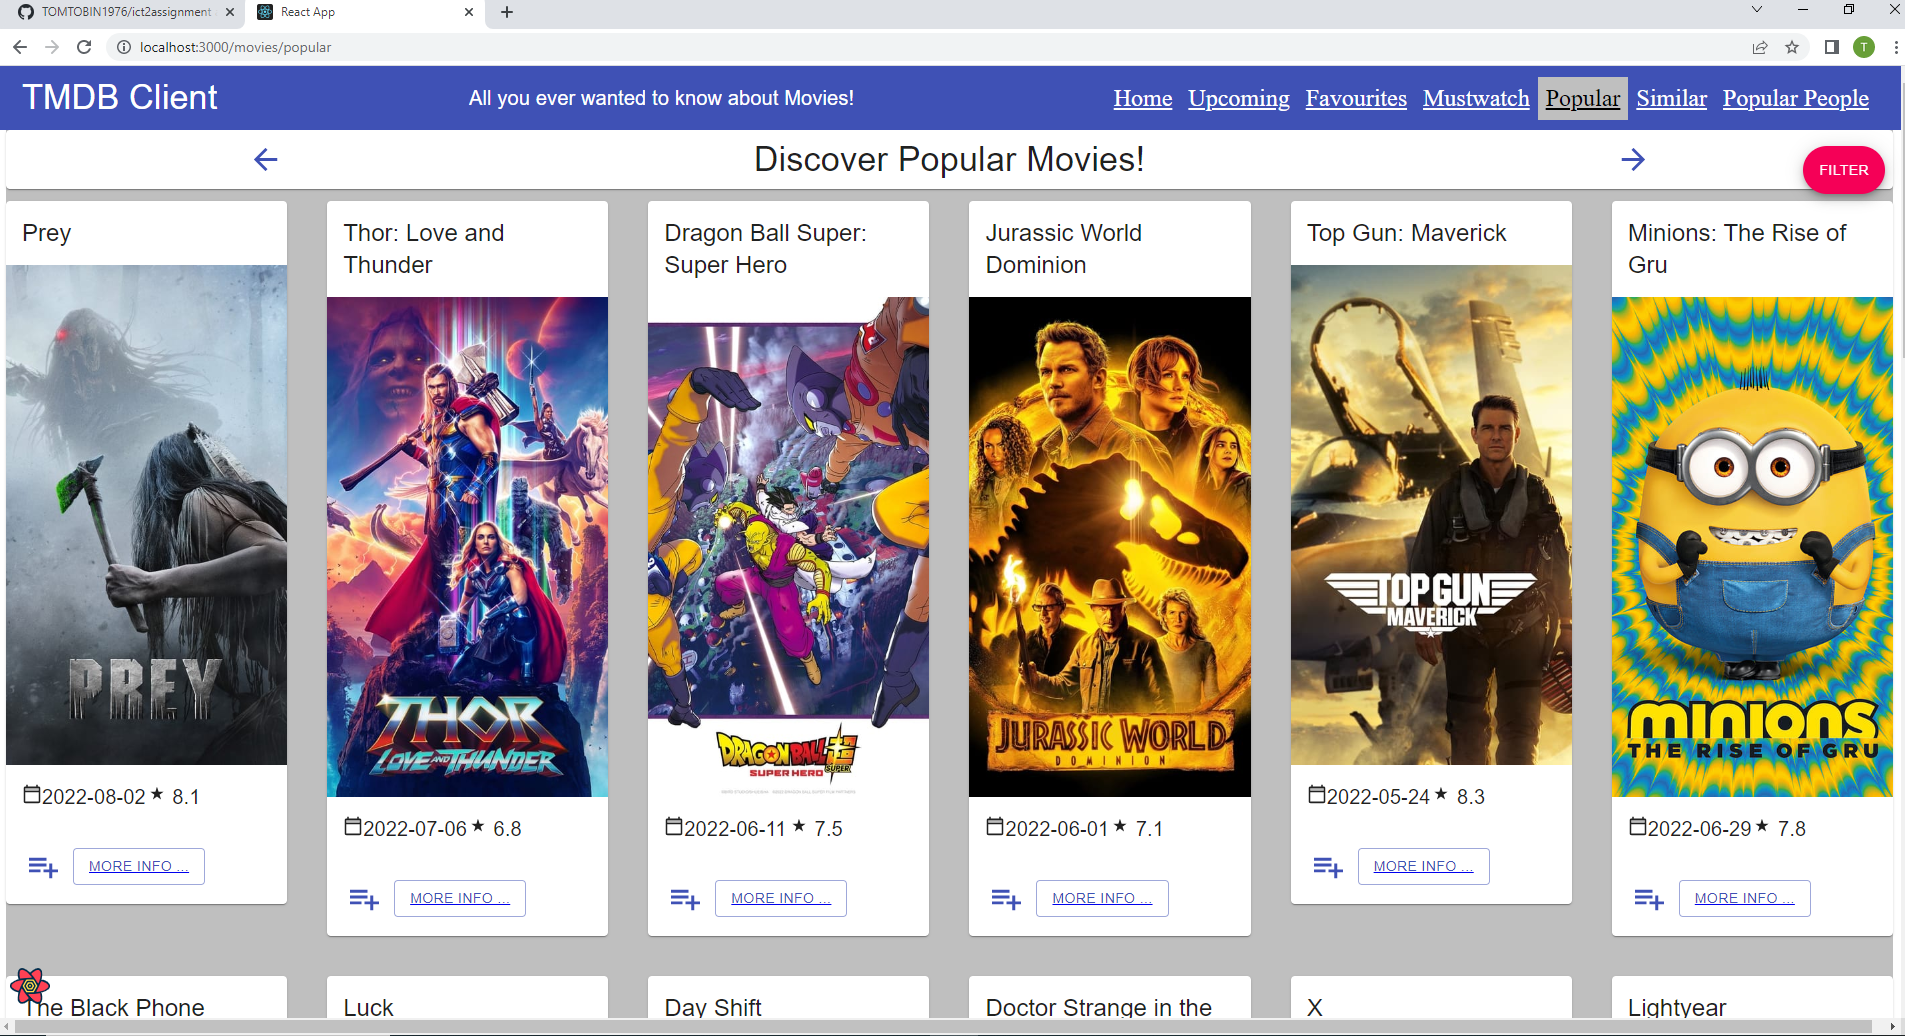 TOMTOBIN1976/ict2assignment
React App
localhost:3000/movies/popular
T
TMDB Client
All you ever wanted to know about Movies!
Home Upcoming Favourites Mustwatch Popular Similar Popular People
Discover Popular Movies!
FILTER
Prey
PREY
2022-08-02 8.1
MORE INFO ...
Thor: Love and
Thunder
THOR
LOVE AND THUNDER
2022-07-06 6.8
MORE INFO ...
Dragon Ball Super:
Super Hero
DRAGON BALL超
SUPER
SUPER HERO
2022-06-11 7.5
MORE INFO ...
Jurassic World
Dominion
JURASSIC WORLD
DOMINION
2022-06-01 7.1
MORE INFO ...
Top Gun: Maverick
TOP GUN
MAVERICK
2022-05-24 8.3
MORE INFO ...
Minions: The Rise of
Gru
minions
THE RISE OF GRU
2022-06-29 7.8
MORE INFO ...
The Black Phone
Luck
Day Shift
Doctor Strange in the
X
Lightyear